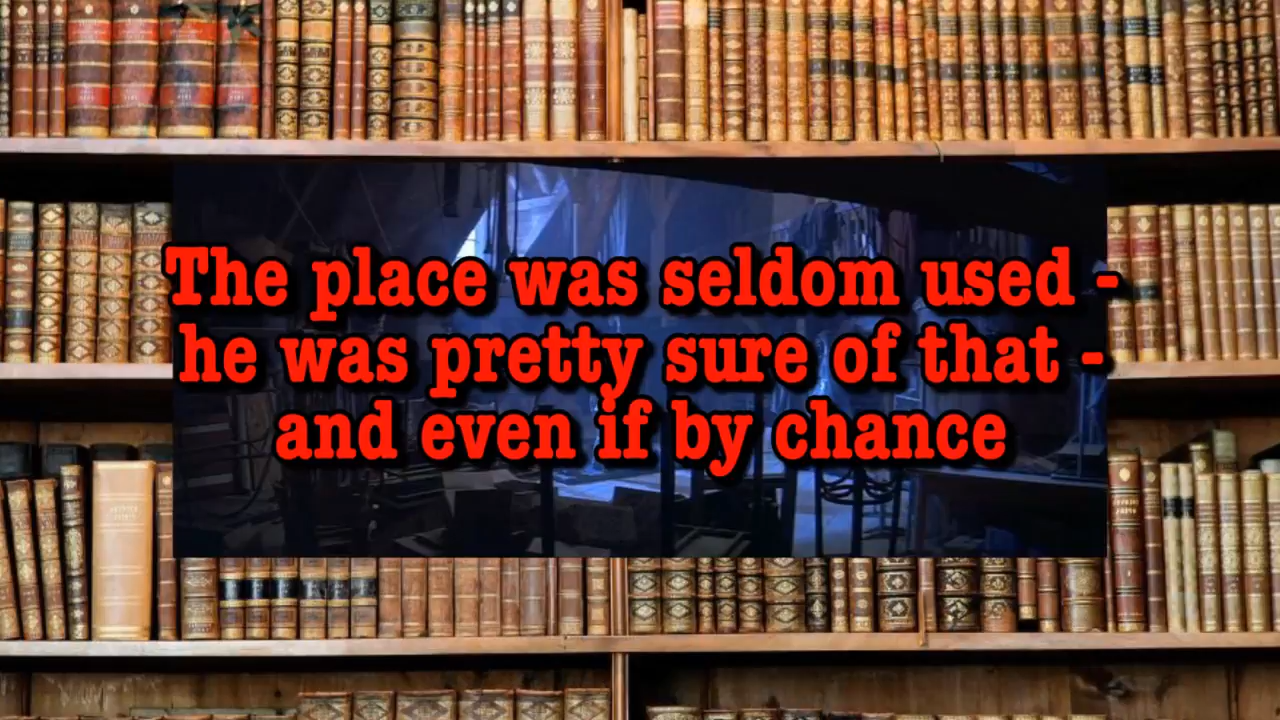 The place was seldom used -
he was pretty sure of that -
and even if by chance